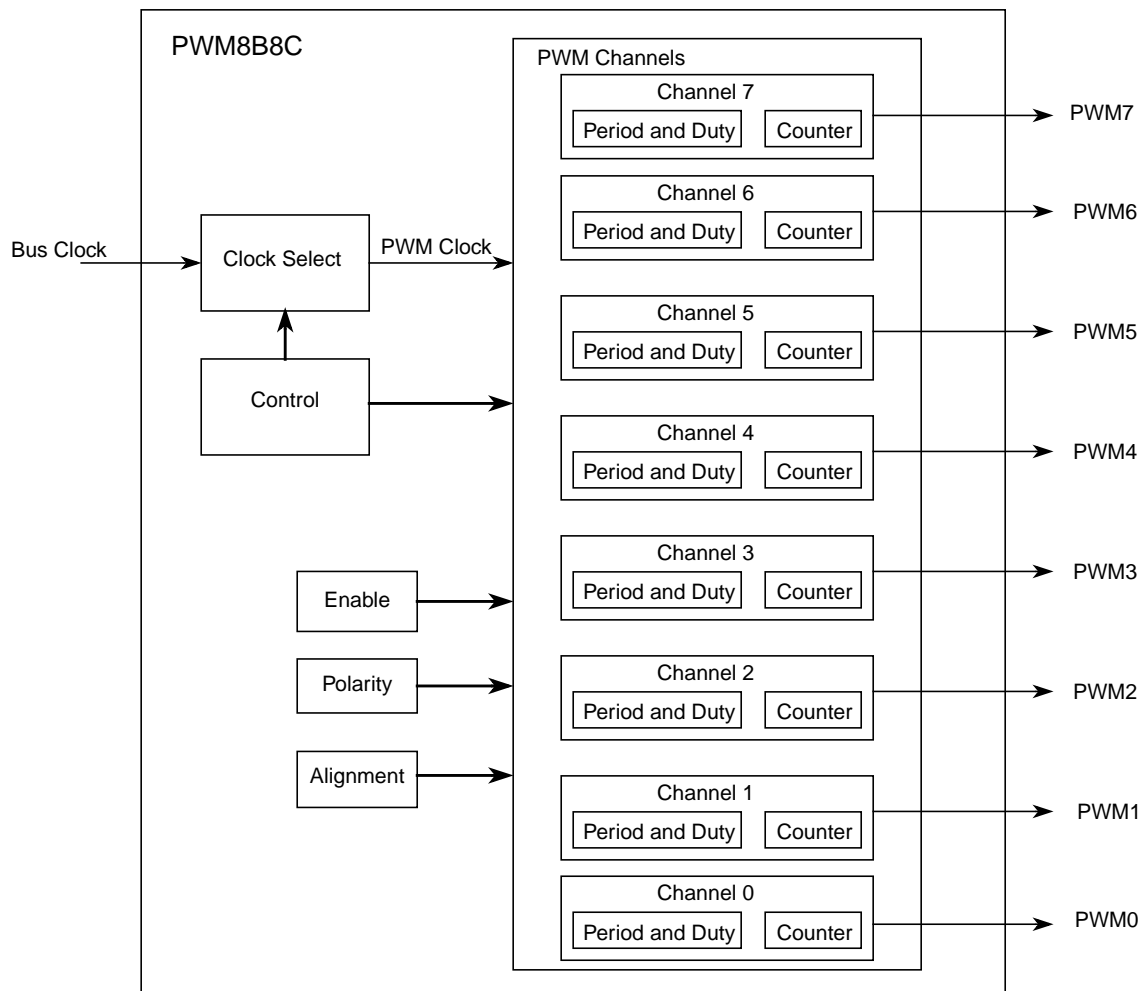 PWM8B8C
PWM Channels
Channel 7
Period and Duty
Counter
PWM7
Channel 6
Period and Duty
Counter
PWM6
Bus Clock
Clock Select
PWM Clock
Channel 5
Period and Duty
Counter
PWM5
Control
Channel 4
Period and Duty
Counter
PWM4
Channel 3
Period and Duty
Counter
PWM3
Enable
Polarity
Channel 2
Period and Duty
Counter
PWM2
Alignment
Channel 1
Period and Duty
Counter
PWM1
Channel 0
Period and Duty
Counter
PWM0